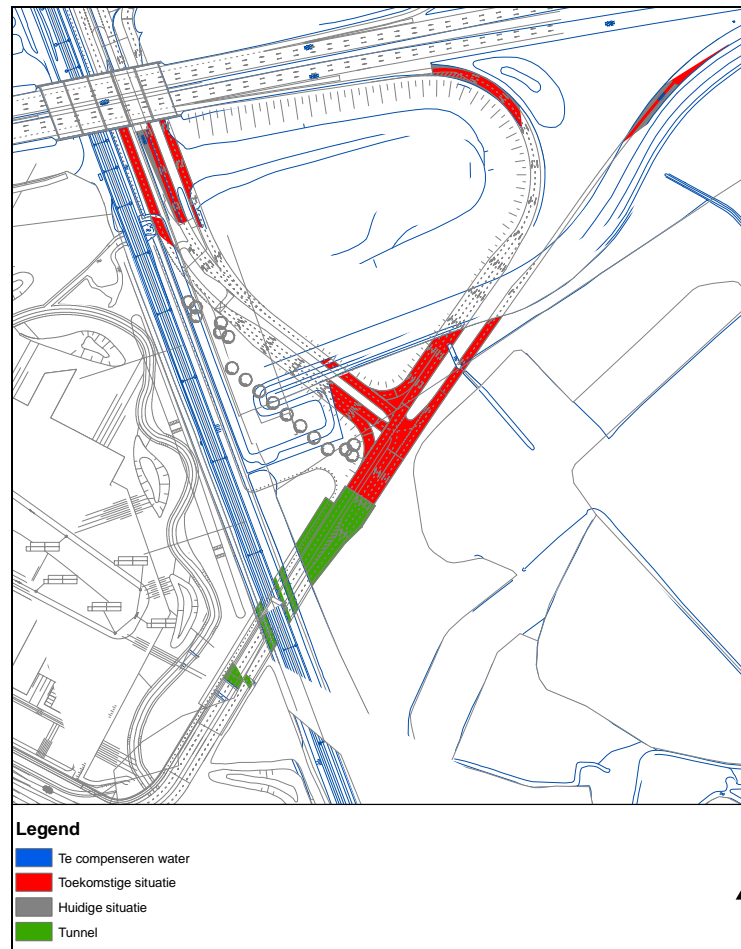 Legend
Te compenseren water
Toekomstige situatie
Huidige situatie
Tunnel